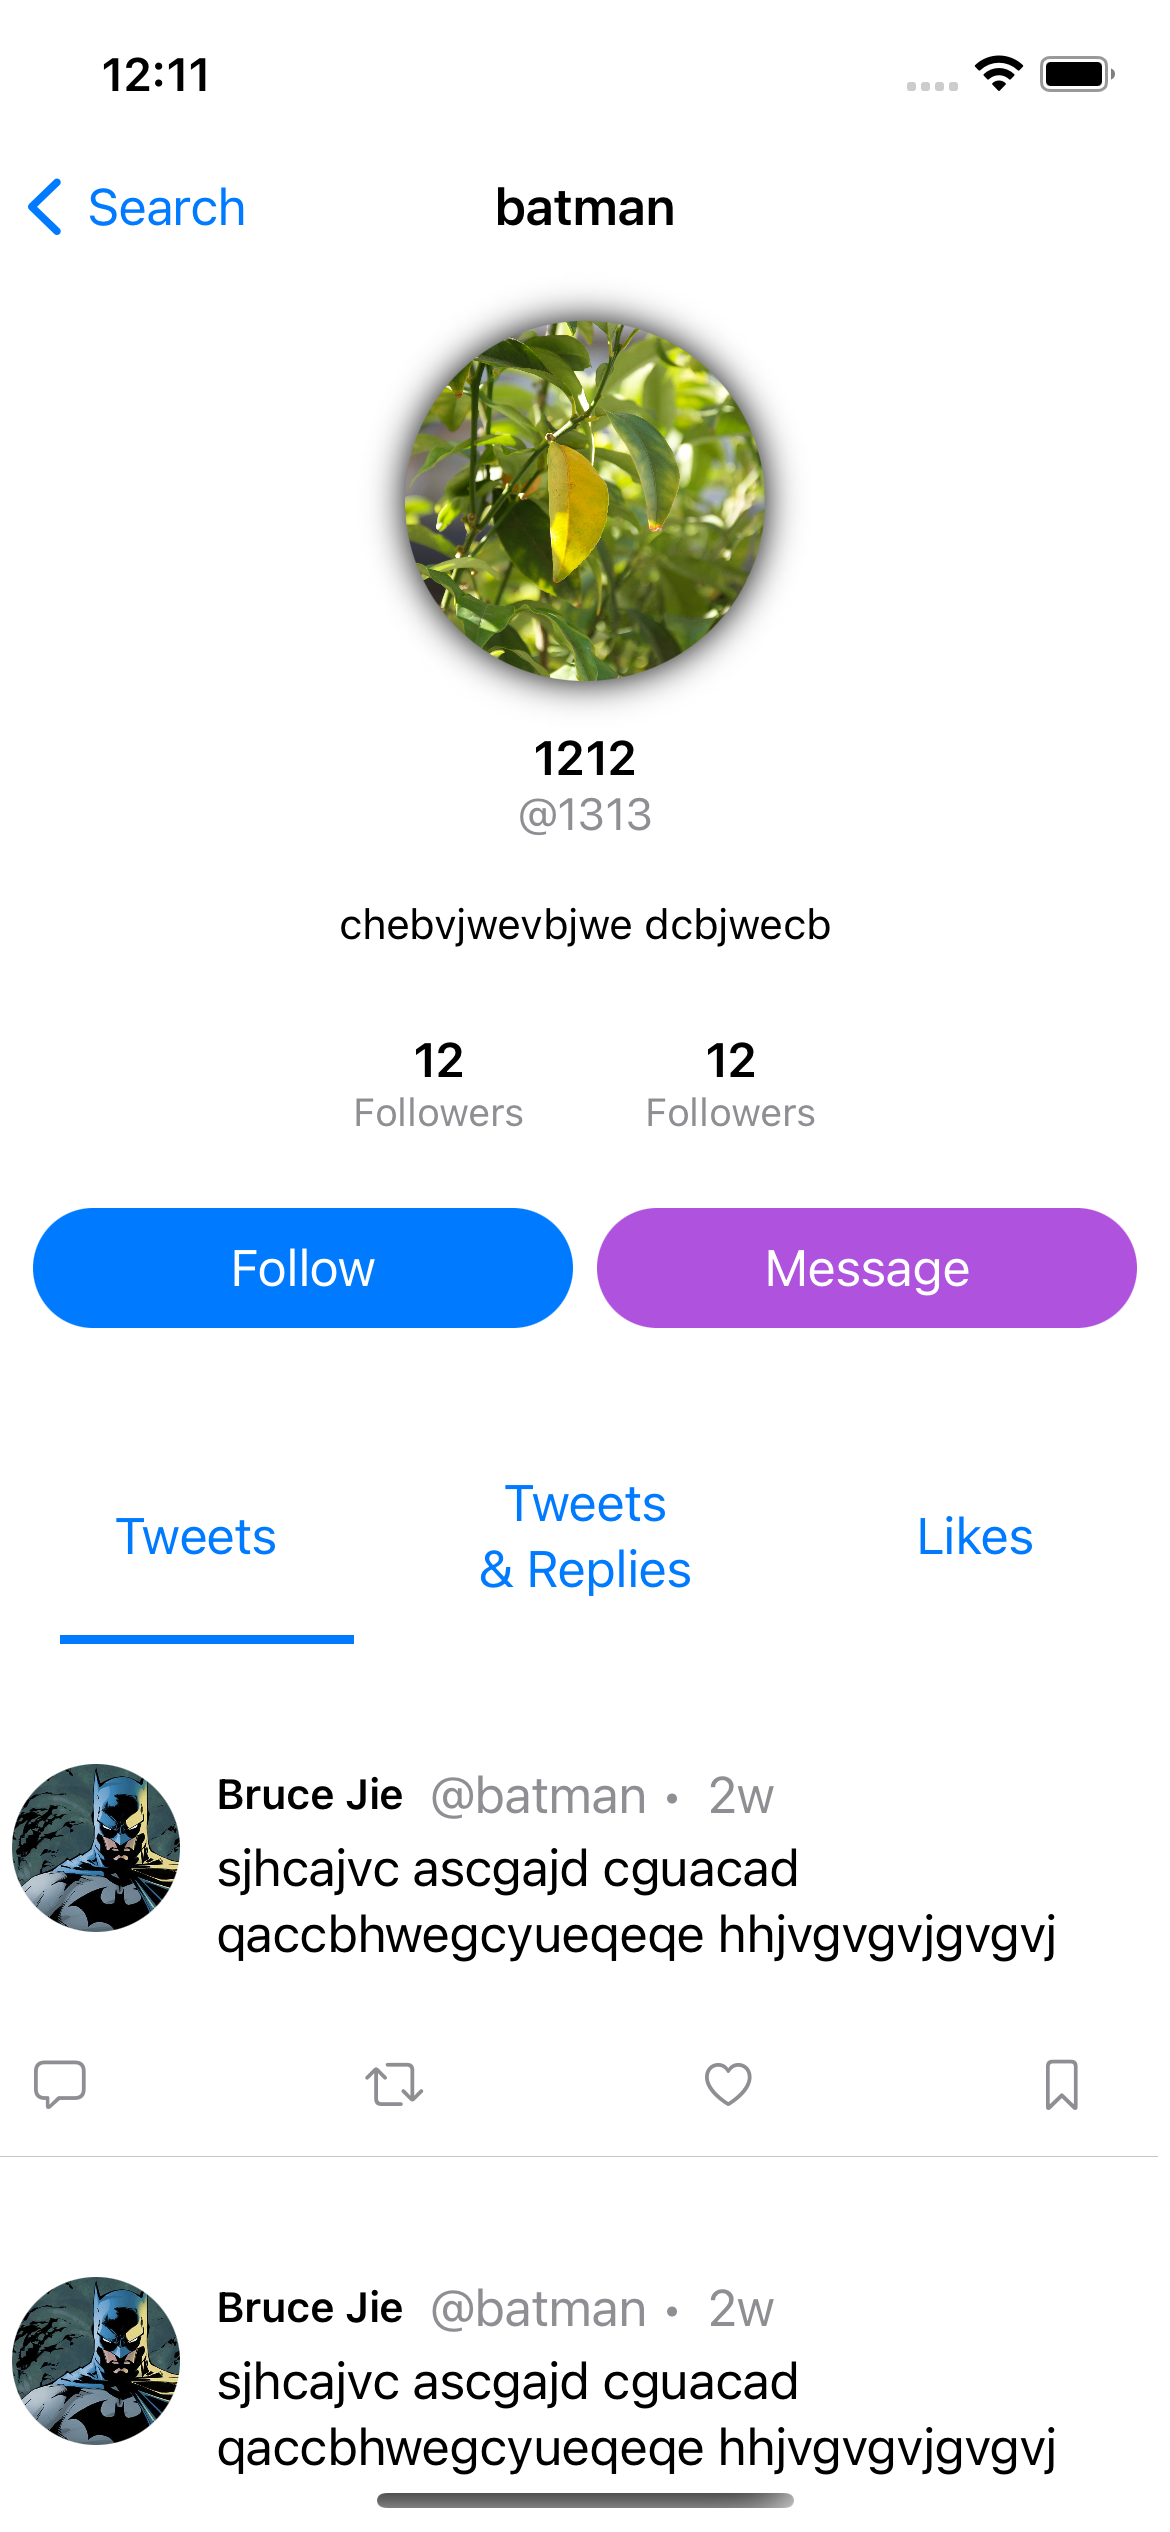 12:11
Search
batman
1212
@1313
chebvjwevbjwe dcbjwecb
12 12
Followers Followers
Follow Message
Tweets Tweets & Replies Likes
Bruce Jie @batman • 2w
sjhcajvc ascgajd cguacad
qaccbhwegcyueqeqe hhjvgvgvjgvgvj
Bruce Jie @batman • 2w
sjhcajvc ascgajd cguacad
qaccbhwegcyueqeqe hhjvgvgvjgvgvj